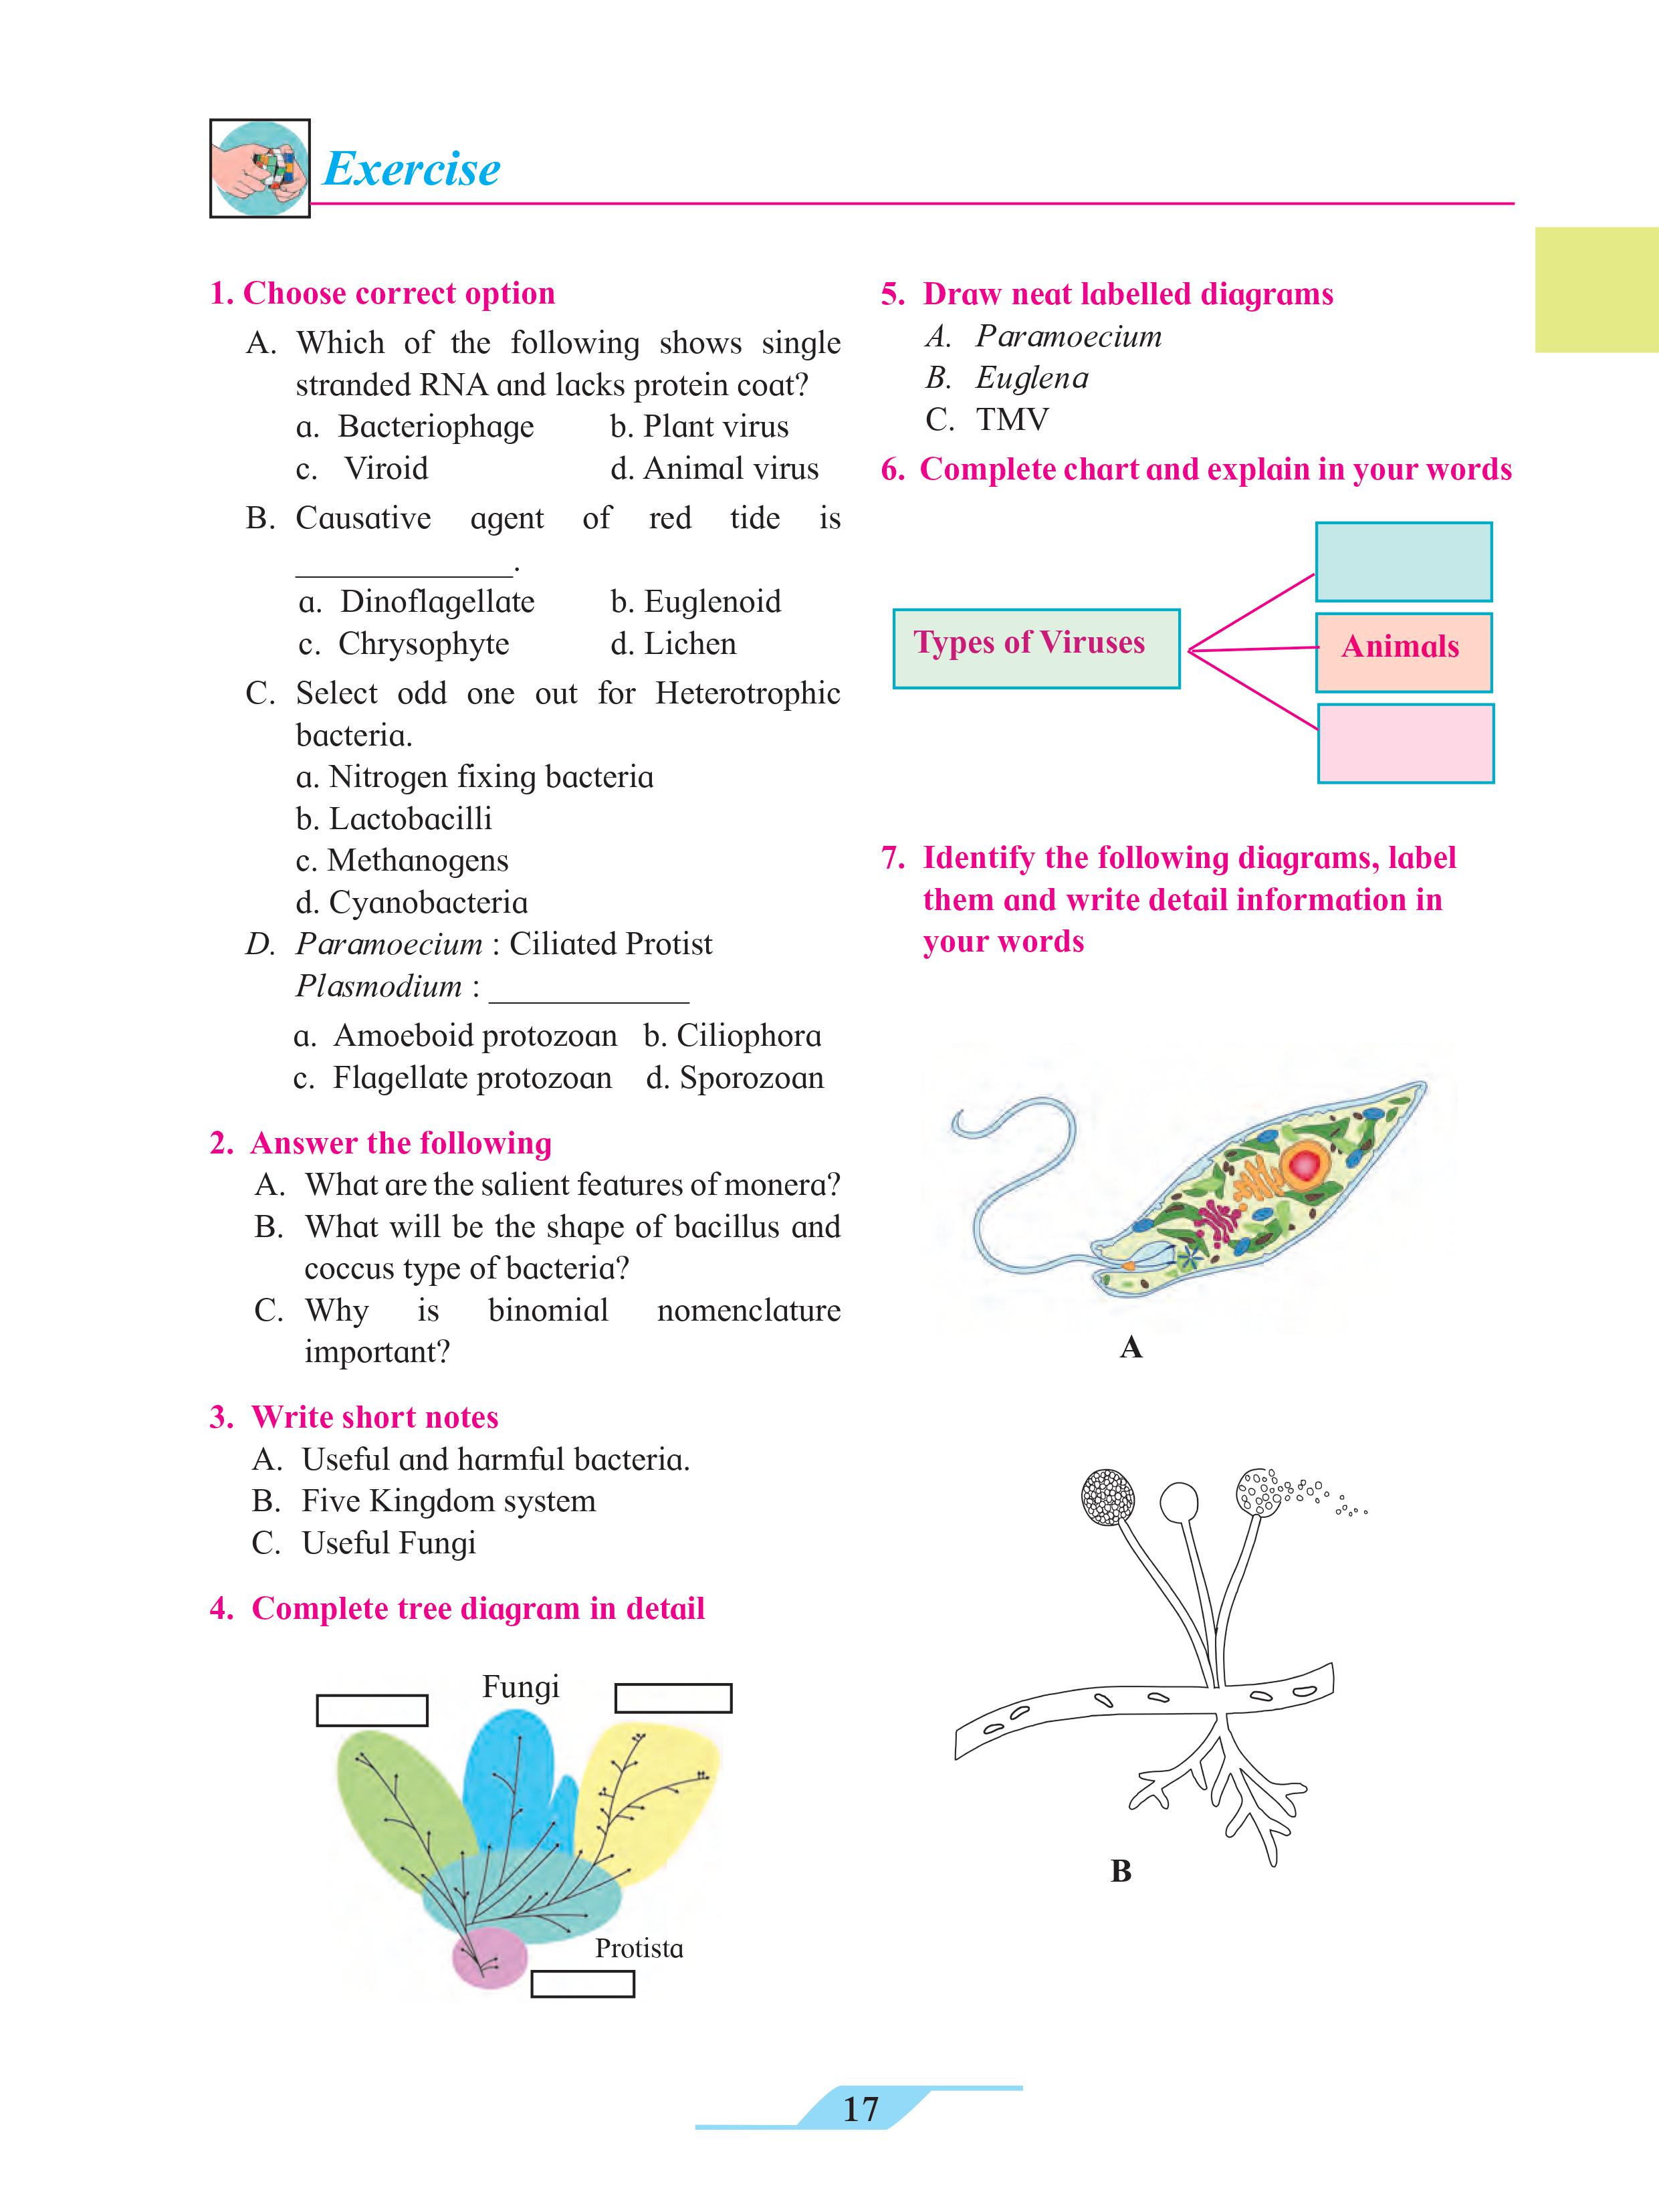 Exercise
1. Choose correct option
A. Which of the following shows single
stranded RNA and lacks protein coat?
a. Bacteriophage b. Plant virus
c. Viroid d. Animal virus
B. Causative agent of red tide is
_____________.
a. Dinoflagellate b. Euglenoid
c. Chrysophyte d. Lichen
C. Select odd one out for Heterotrophic
bacteria.
a. Nitrogen fixing bacteria
b. Lactobacilli
c. Methanogens
d. Cyanobacteria
D. Paramoecium : Ciliated Protist
Plasmodium : ____________
a. Amoeboid protozoan b. Ciliophora
c. Flagellate protozoan d. Sporozoan
2. Answer the following
A. What are the salient features of monera?
B. What will be the shape of bacillus and
coccus type of bacteria?
C. Why is binomial nomenclature
important?
3. Write short notes
A. Useful and harmful bacteria.
B. Five Kingdom system
C. Useful Fungi
4. Complete tree diagram in detail
Fungi
Protista
5. Draw neat labelled diagrams
A. Paramoecium
B. Euglena
C. TMV
6. Complete chart and explain in your words
Types of Viruses
Animals
7. Identify the following diagrams, label
them and write detail information in
your words
A
B
17